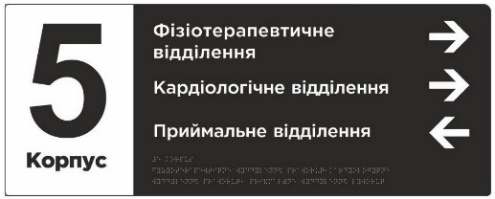 5
Корпус
Фізіотерапевтичне
відділення
Кардіологічне відділення
Приймальне відділення